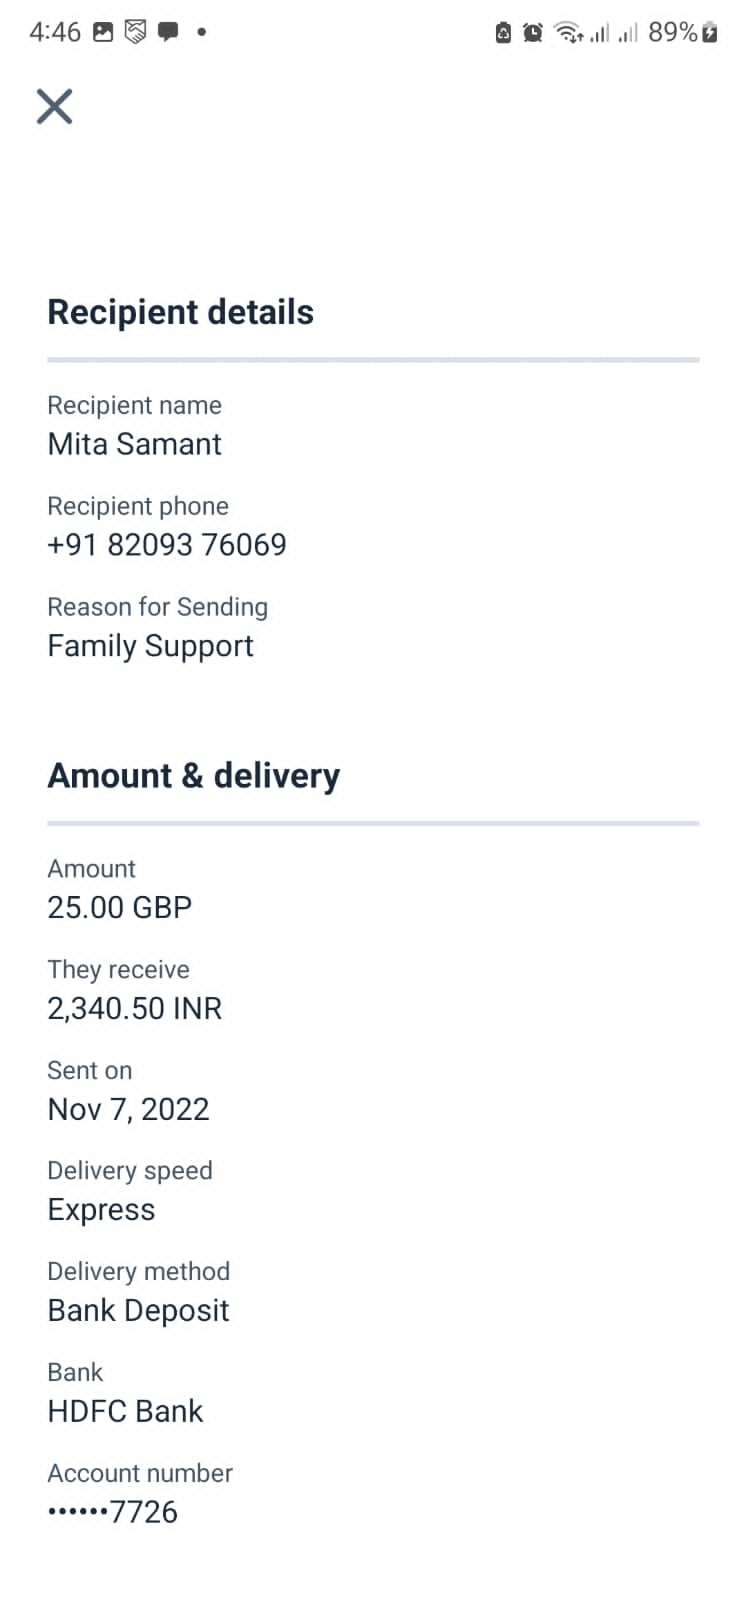 4:46
89%
Recipient details
Recipient name
Mita Samant
Recipient phone
+91 82093 76069
Reason for Sending
Family Support
Amount & delivery
Amount
25.00 GBP
They receive
2,340.50 INR
Sent on
Nov 7, 2022
Delivery speed
Express
Delivery method
Bank Deposit
Bank
HDFC Bank
Account number
••••••7726